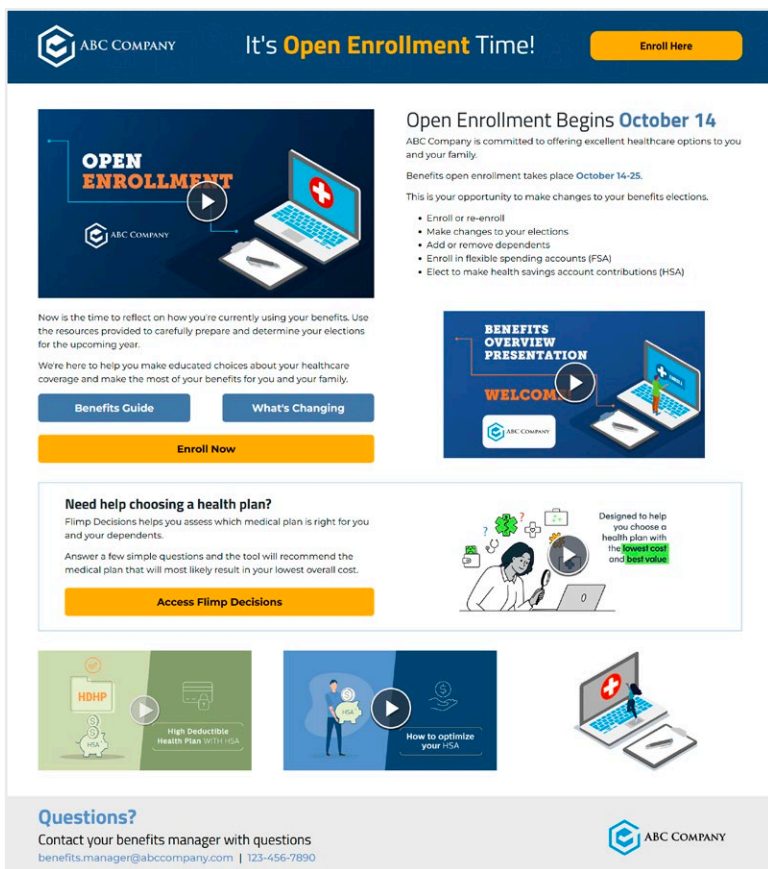 ABC COMPANY
It's Open Enrollment Time!
Enroll Here
OPEN
ENROLLMENT
ABC COMPANY
Now is the time to reflect on how you're currently using your benefits. Use
the resources provided to carefully prepare and determine your elections
for the upcoming year.
We're here to help you make educated choices about your healthcare
coverage and make the most of your benefits for you and your family.
Benefits Guide
What's Changing
Enroll Now
Open Enrollment Begins October 14
ABC Company is committed to offering excellent healthcare options to you
and your family.
Benefits open enrollment takes place October 14-25.
This is your opportunity to make changes to your benefits elections.
• Enroll or re-enroll
• Make changes to your elections
• Add or remove dependents
• Enroll in flexible spending accounts (FSA)
• Elect to make health savings account contributions (HSA)
BENEFITS
OVERVIEW
PRESENTATION
WELCOME!
ABC COMPANY
Need help choosing a health plan?
Flimp Decisions helps you assess which medical plan is right for you
and your dependents.
Answer a few simple questions and the tool will recommend the
medical plan that will most likely result in your lowest overall cost.
Access Flimp Decisions
Designed to help
you choose a
health plan with
the lowest cost
and best value
HDHP
HSA
High Deductible
Health Plan WITH HSA
HSA
How to optimize
your HSA
Questions?
Contact your benefits manager with questions
benefits.manager@abccompany.com | 123-456-7890
ABC COMPANY